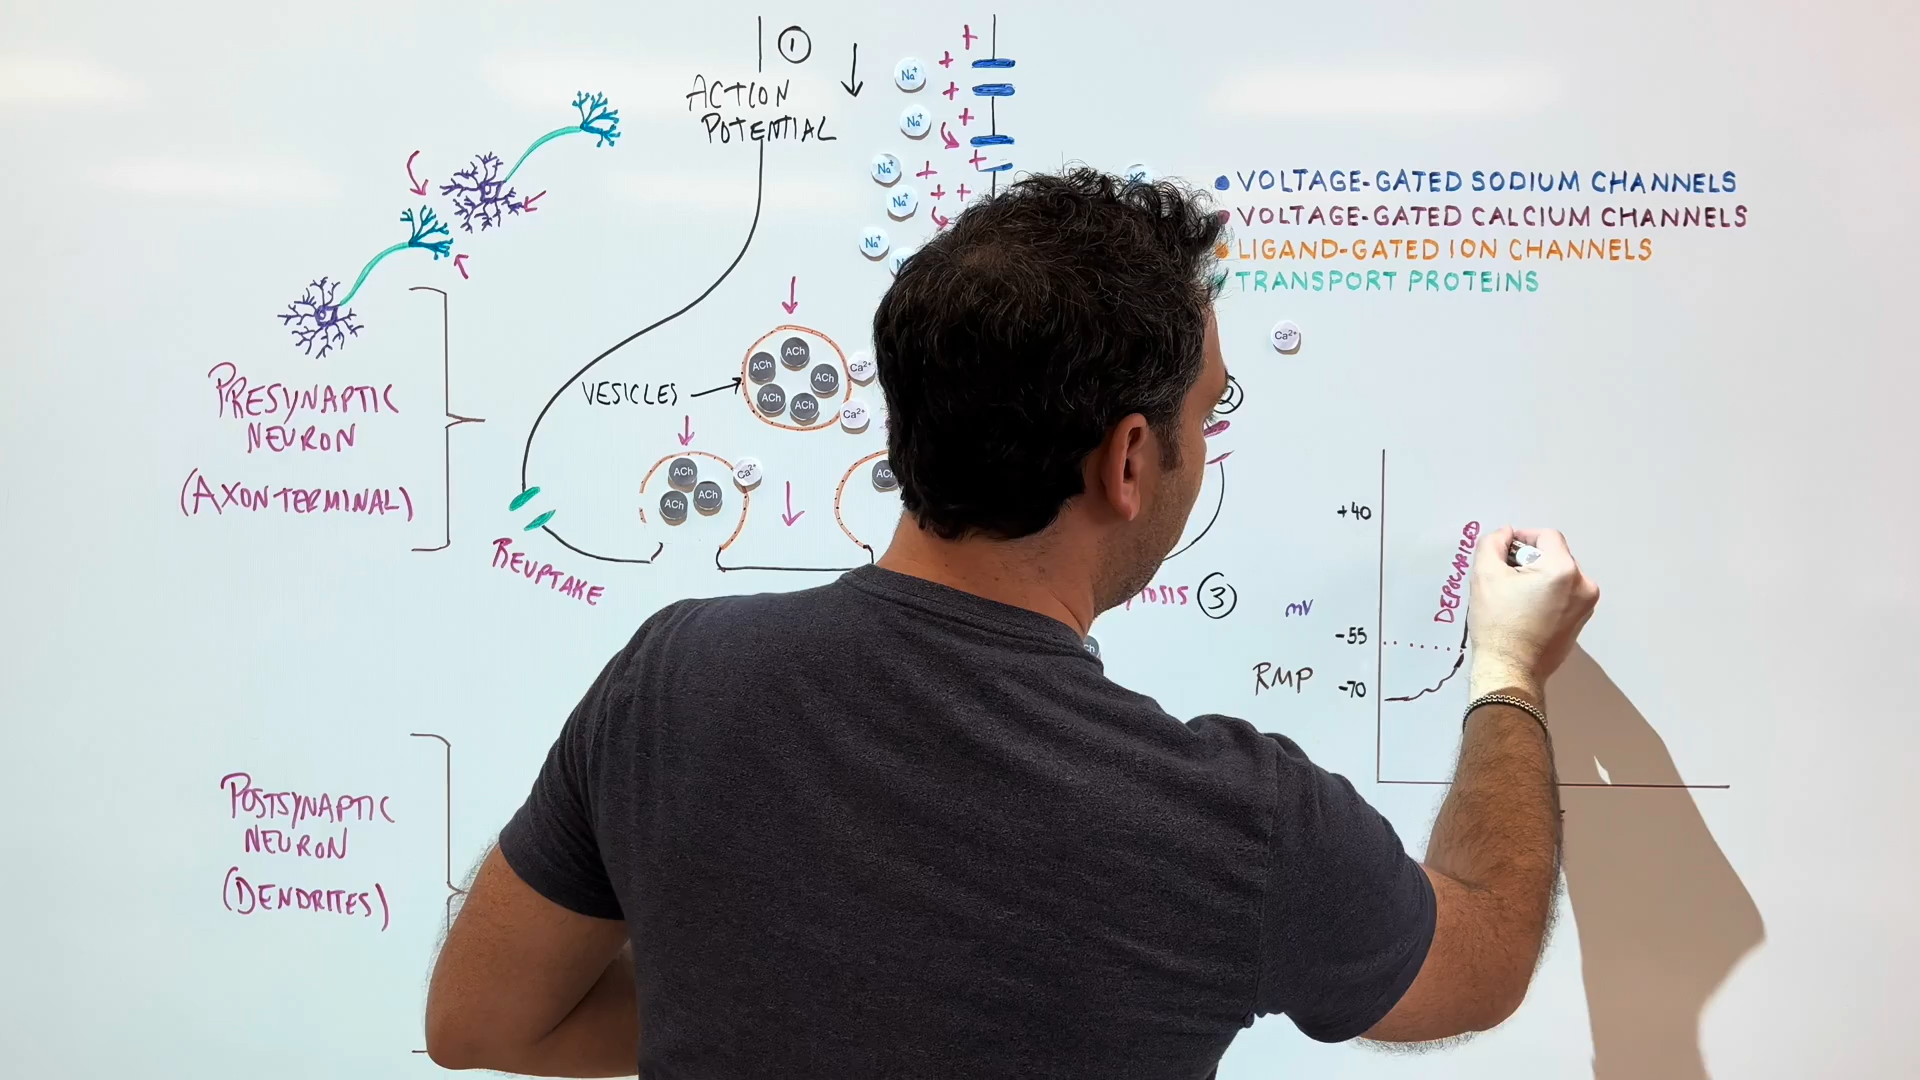 ①
ACTION
POTENTIAL
Na⁺
Na⁺
Na⁺
Na⁺
Na⁺
VOLTAGE-GATED SODIUM CHANNELS
VOLTAGE-GATED CALCIUM CHANNELS
LIGAND-GATED ION CHANNELS
TRANSPORT PROTEINS
Ca²⁺
PRESYNAPTIC
NEURON
(AXON TERMINAL)
VESICLES
ACh
ACh
ACh
ACh
ACh
Ca²⁺
Ca²⁺
ACh
ACh
ACh
Ca²⁺
REUPTAKE
③
+40
mV
-55
RMP
-70
DEPOLARIZED
POSTSYNAPTIC
NEURON
(DENDRITES)